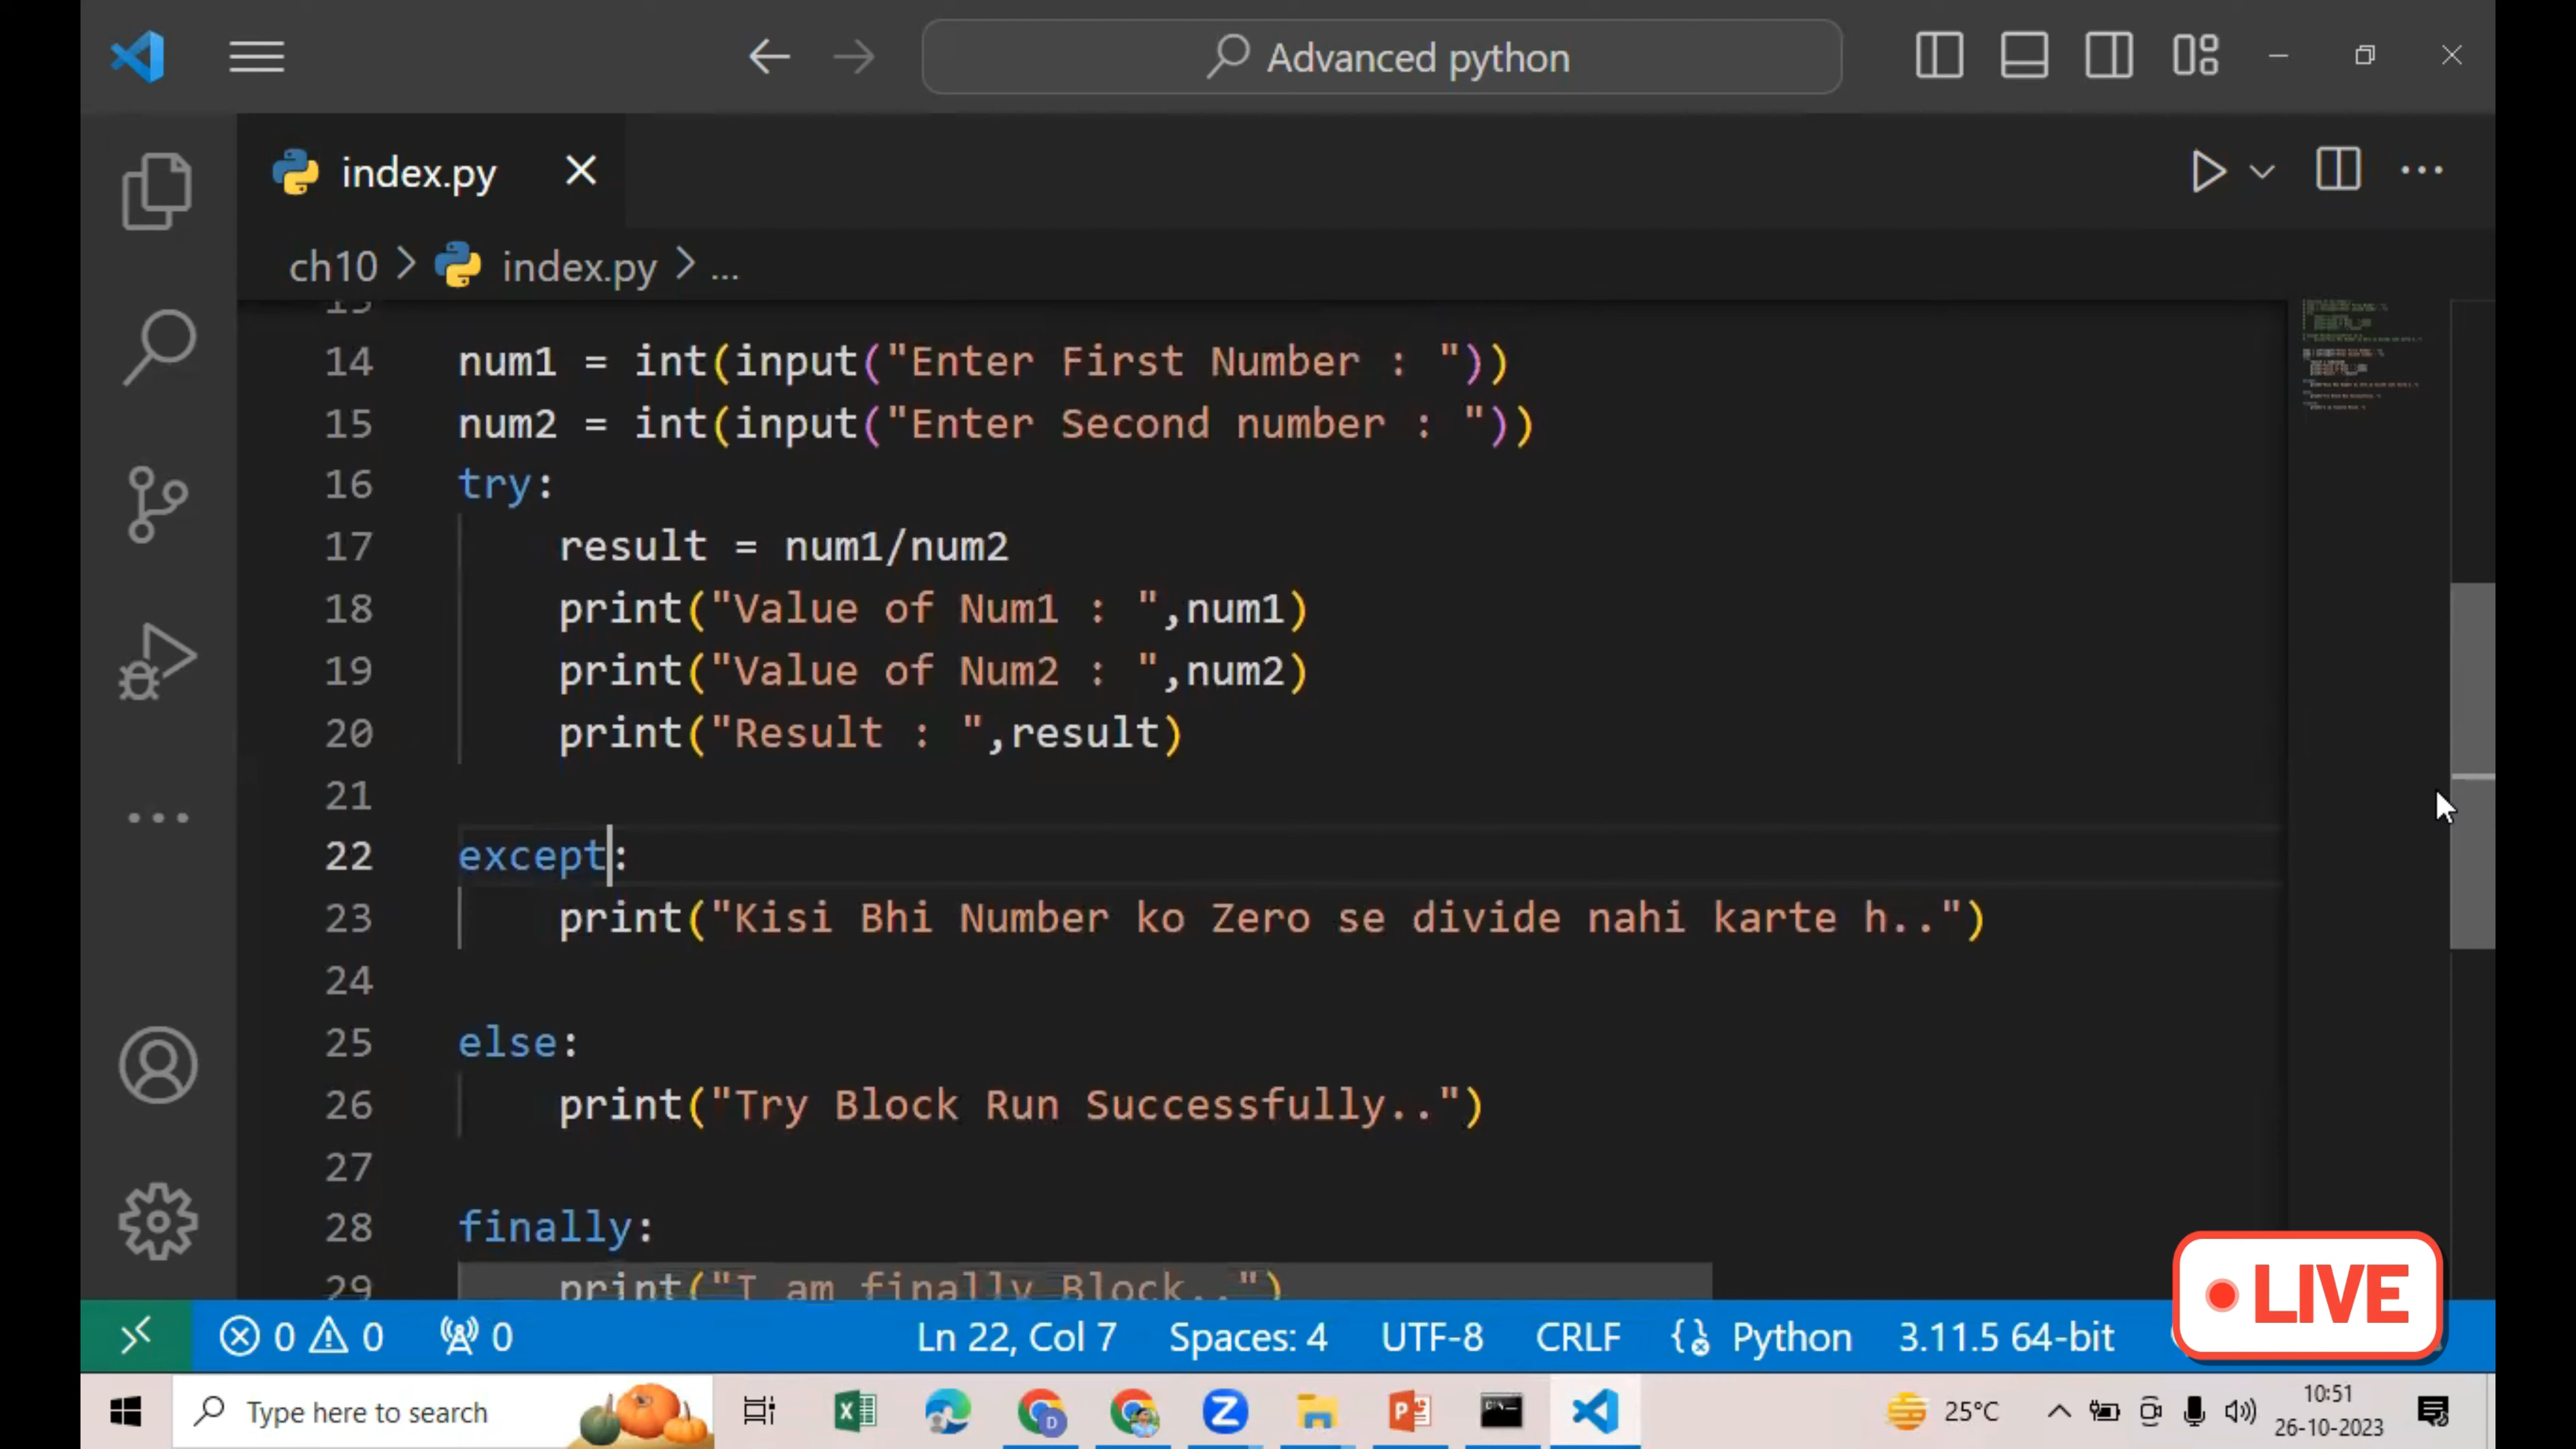 Advanced python
index.py
ch10 > index.py > ...
14 num1 = int(input("Enter First Number : "))
15 num2 = int(input("Enter Second number : "))
16 try:
17 result = num1/num2
18 print("Value of Num1 : ",num1)
19 print("Value of Num2 : ",num2)
20 print("Result : ",result)
21
22 except:
23 print("Kisi Bhi Number ko Zero se divide nahi karte h..")
24
25 else:
26 print("Try Block Run Successfully..")
27
28 finally:
29 print("I am finally Block..")
LIVE
0 0 0 Ln 22, Col 7 Spaces: 4 UTF-8 CRLF Python 3.11.5 64-bit
Type here to search 25°C 10:51
26-10-2023